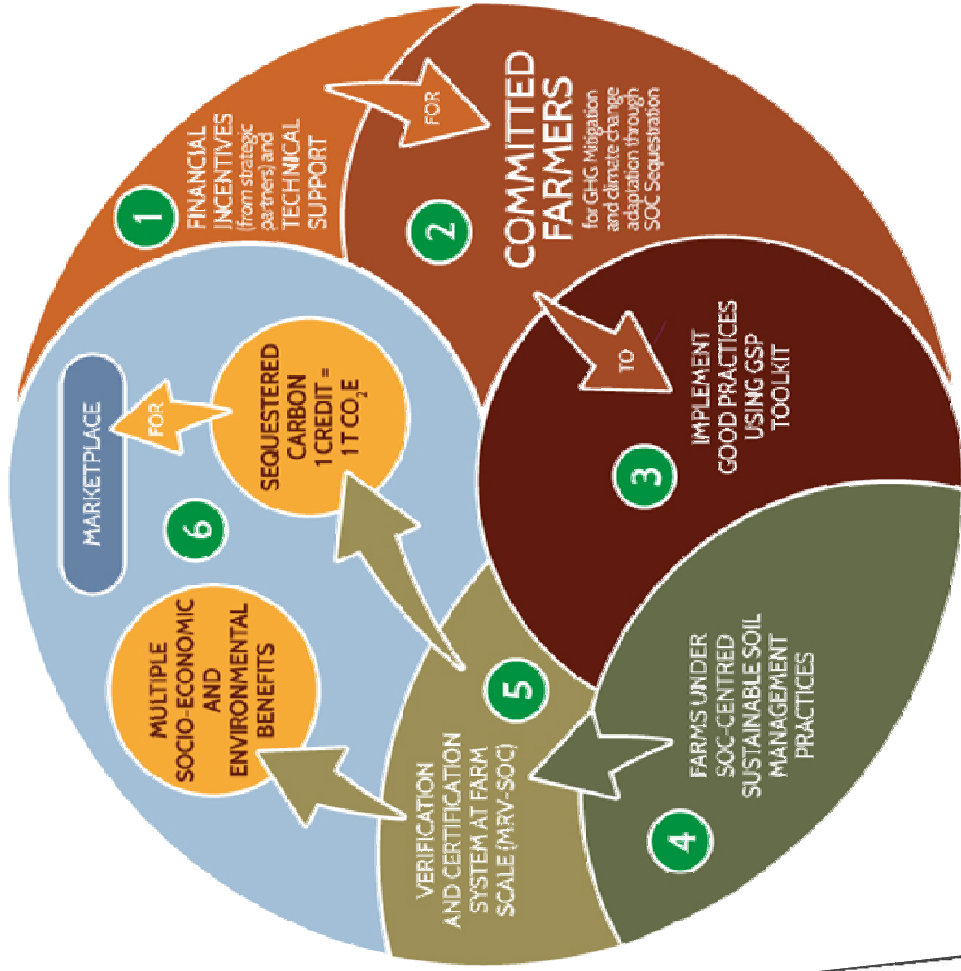 1
FINANCIAL
INCENTIVES
(from strategic
partners) and
TECHNICAL
SUPPORT
FOR
2
COMMITTED
FARMERS
for GHG Mitigation
and climate change
adaptation through
SOC Sequestration
TO
3
IMPLEMENT
GOOD PRACTICES
USING GSP
TOOLKIT
4
FARMS UNDER
SOC-CENTRED
SUSTAINABLE SOIL
MANAGEMENT
PRACTICES
5
VERIFICATION
AND CERTIFICATION
SYSTEM AT FARM
SCALE (MRV-SOC)
6
MULTIPLE
SOCIO-ECONOMIC
AND
ENVIRONMENTAL
BENEFITS
SEQUESTERED
CARBON
1 CREDIT =
1 T CO₂E
FOR
MARKETPLACE